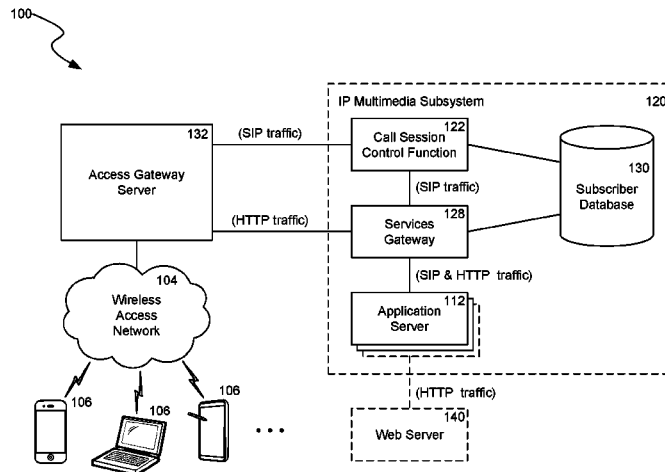 100
IP Multimedia Subsystem
120
132
Access Gateway
Server
(SIP traffic)
122
Call Session
Control Function
130
Subscriber
Database
(SIP traffic)
(HTTP traffic)
128
Services
Gateway
(SIP & HTTP traffic)
104
Wireless
Access
Network
112
Application
Server
106
106
106
(HTTP traffic)
140
Web Server